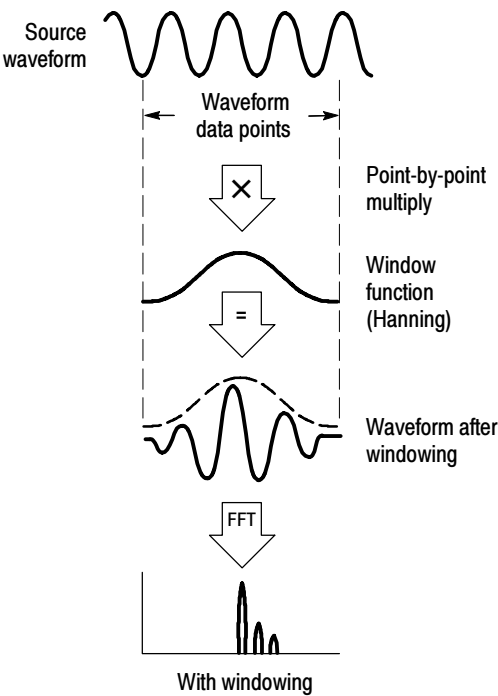 Source
waveform
Waveform
data points
×
Point-by-point
multiply
Window
function
(Hanning)
=
Waveform after
windowing
FFT
With windowing